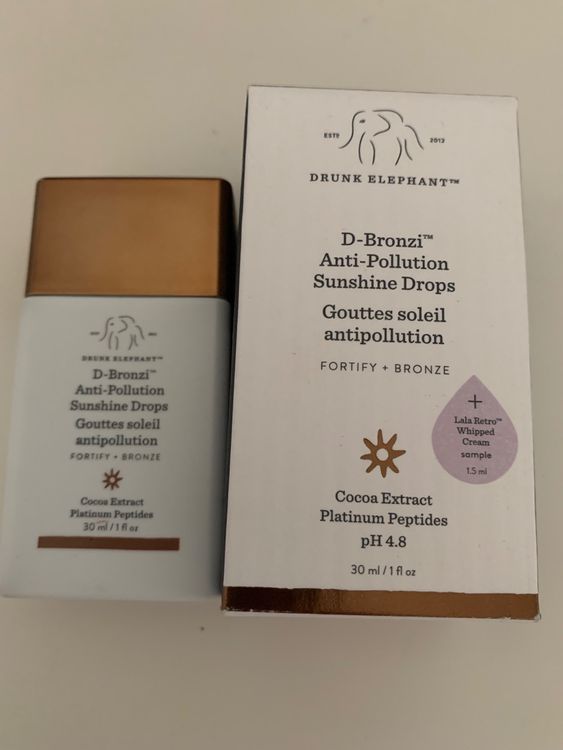 DRUNK ELEPHANT™
D-Bronzi™
Anti-Pollution
Sunshine Drops
Gouttes soleil
antipollution
FORTIFY + BRONZE
Cocoa Extract
Platinum Peptides
30 ml / 1 fl oz
ESTD 2012
DRUNK ELEPHANT™
D-Bronzi™
Anti-Pollution
Sunshine Drops
Gouttes soleil
antipollution
FORTIFY + BRONZE
+
Lala Retro™
Whipped
Cream
sample
1.5 ml
Cocoa Extract
Platinum Peptides
pH 4.8
30 ml / 1 fl oz